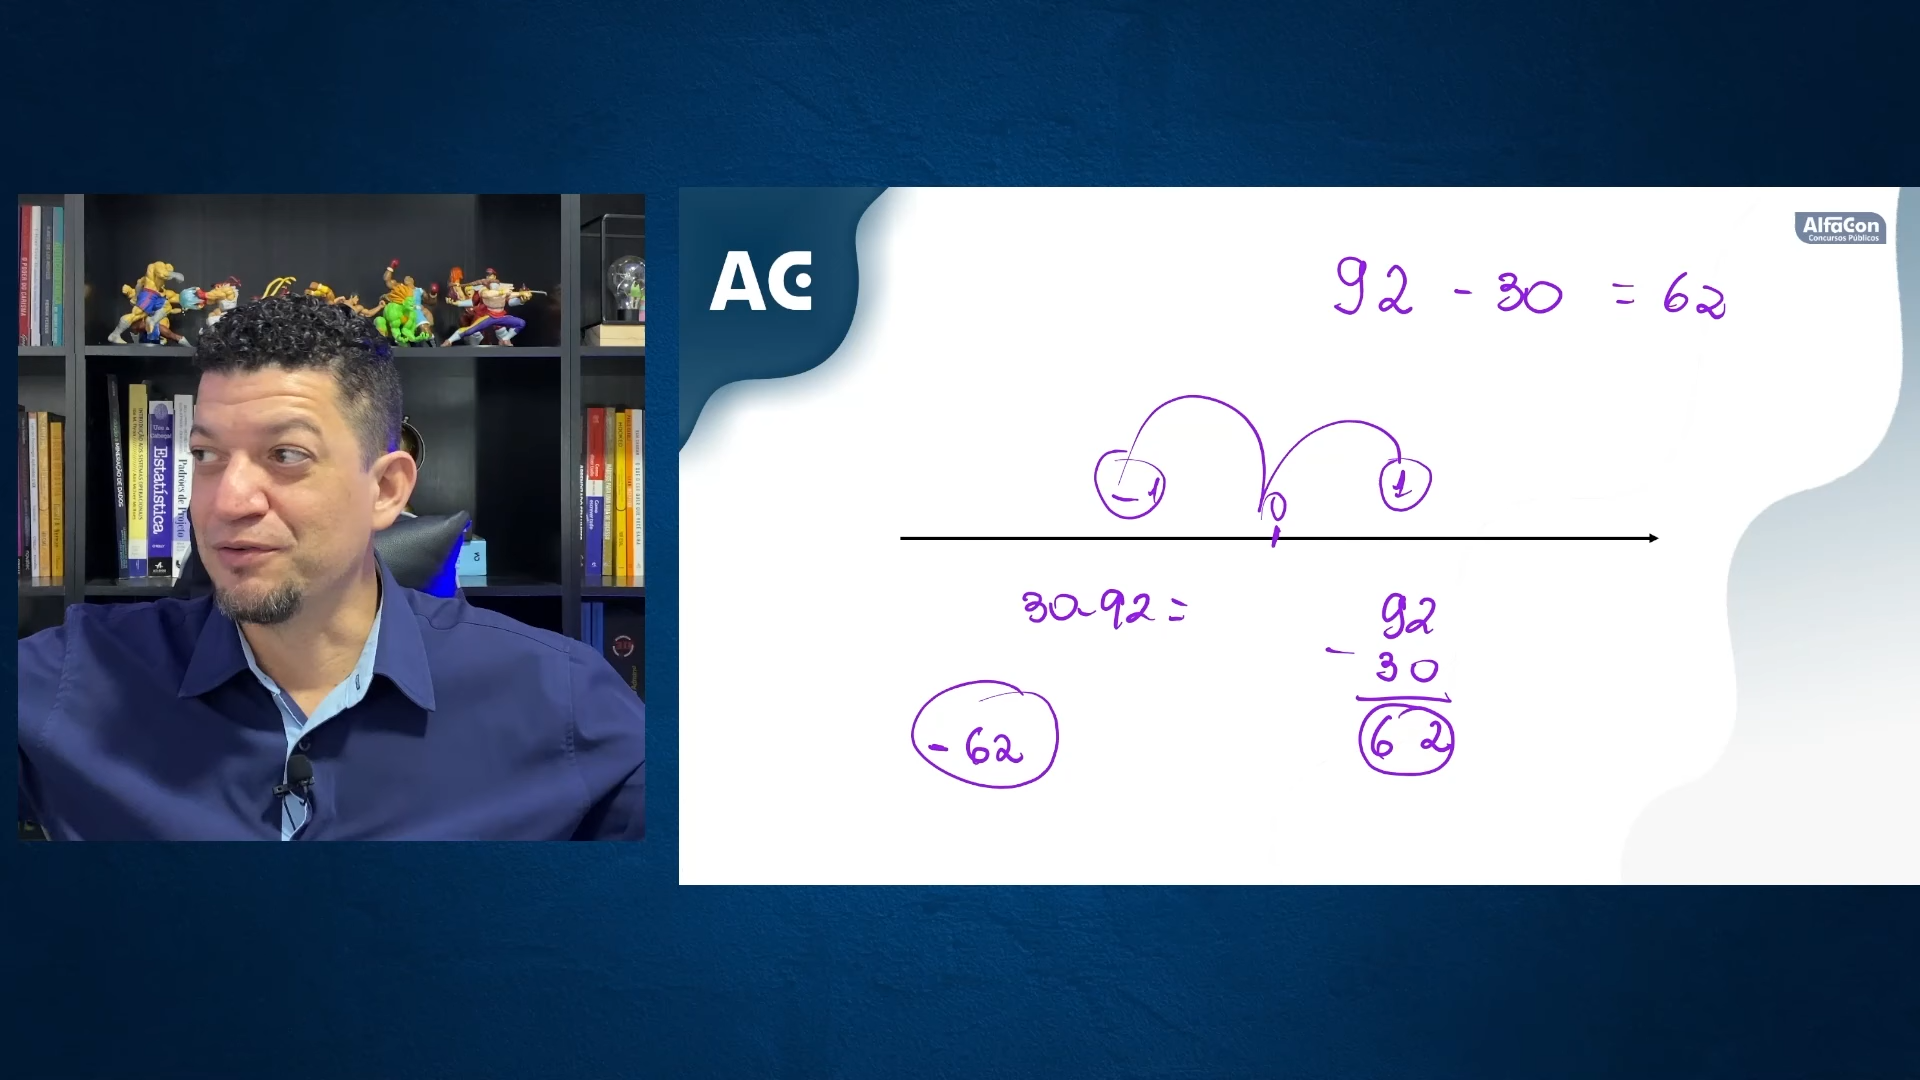 AC
AlfaCon
Concursos Públicos
92 - 30 = 62
-1
0
1
30-92=
92
- 30
62
- 62
Estatística
Padrões de Projeto